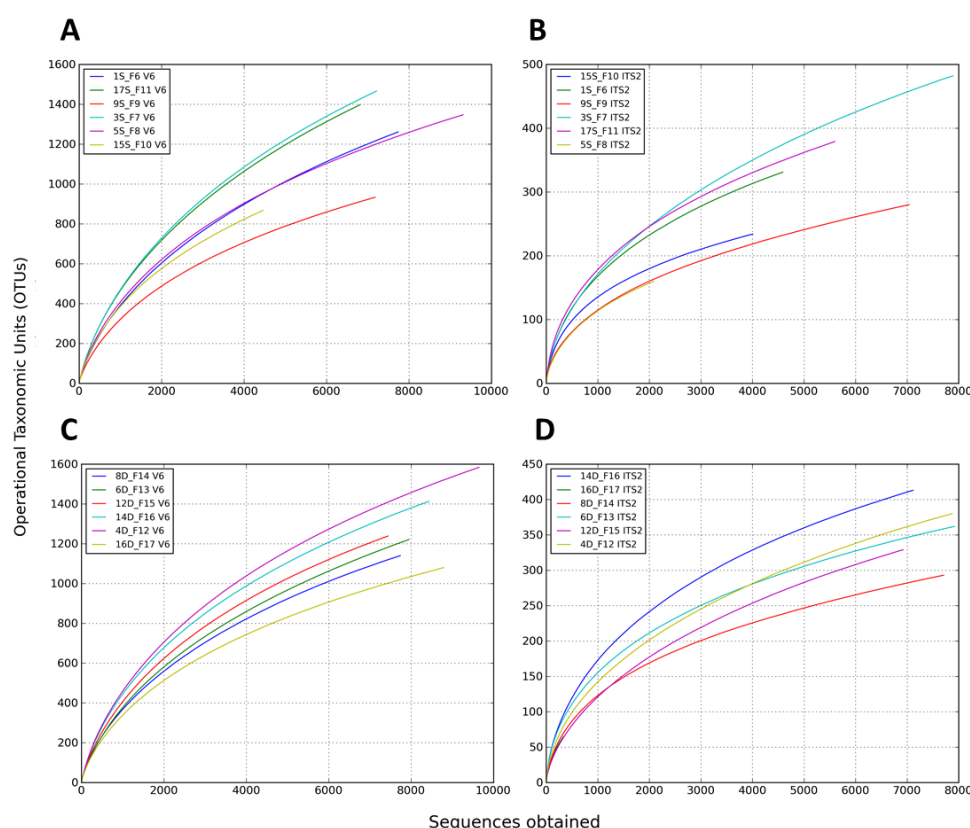 A
B
1600
1400
1200
1000
800
600
400
200
0
0 2000 4000 6000 8000 10000
1S_F6 V6
17S_F11 V6
9S_F9 V6
3S_F7 V6
5S_F8 V6
15S_F10 V6
500
400
300
200
100
0
0 1000 2000 3000 4000 5000 6000 7000 8000
15S_F10 ITS2
1S_F6 ITS2
9S_F9 ITS2
3S_F7 ITS2
17S_F11 ITS2
5S_F8 ITS2
Operational Taxonomic Units (OTUs)
C
D
1600
1400
1200
1000
800
600
400
200
0
0 2000 4000 6000 8000 10000
8D_F14 V6
6D_F13 V6
12D_F15 V6
14D_F16 V6
4D_F12 V6
16D_F17 V6
450
400
350
300
250
200
150
100
50
0
0 1000 2000 3000 4000 5000 6000 7000 8000
14D_F16 ITS2
16D_F17 ITS2
8D_F14 ITS2
6D_F13 ITS2
12D_F15 ITS2
4D_F12 ITS2
Sequences obtained